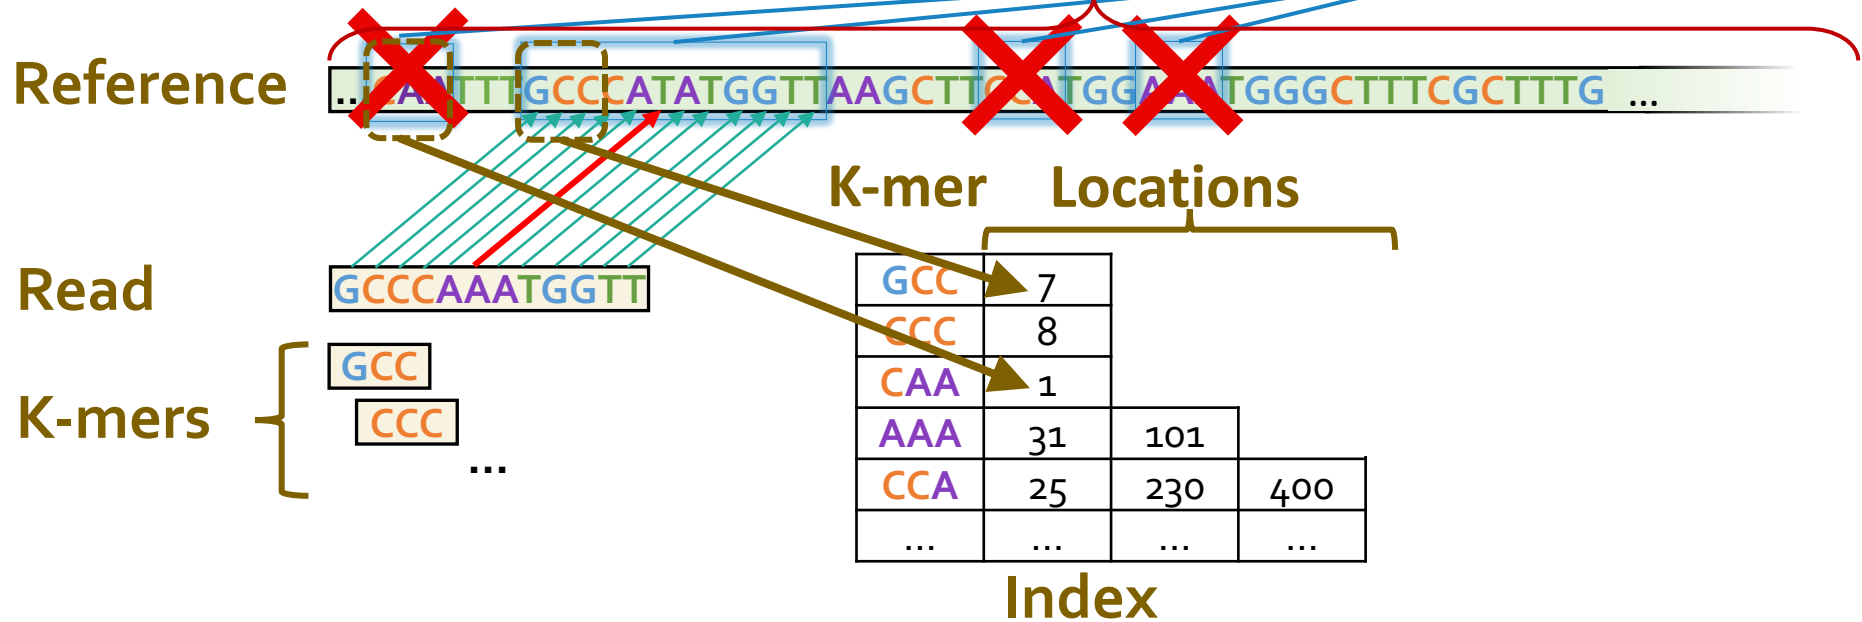 Reference
... CAATTTGCCCATATGGTTAAGCTTCCATGGAAATGGGCTTTCGCTTTG ...
K-mer Locations
Read
GCCCAAATGGTT
GCC 7
CCC 8
CAA 1
AAA 31 101
CCA 25 230 400
... ... ... ...
Index
K-mers
GCC
CCC
...